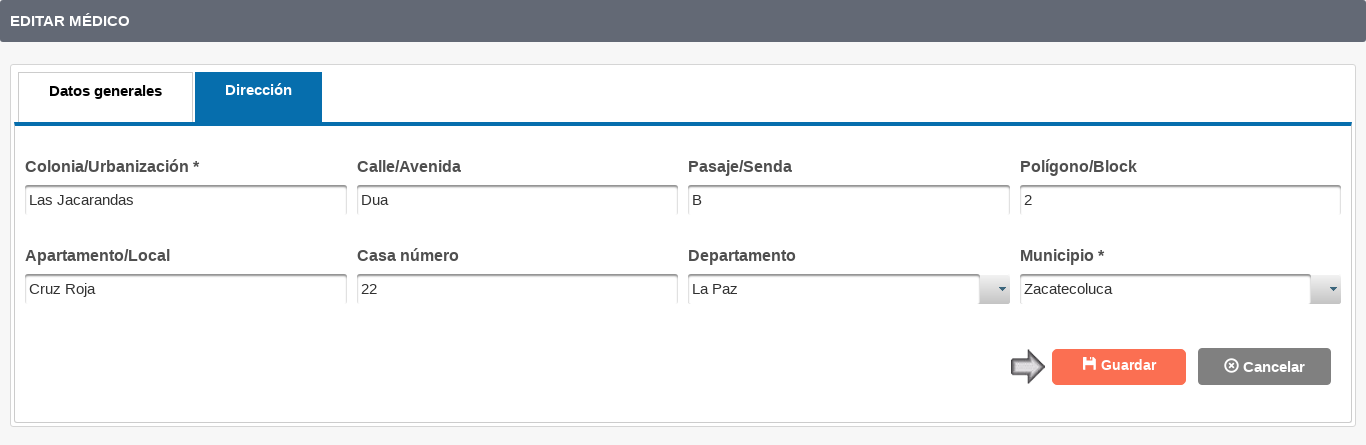 EDITAR MÉDICO
Datos generales Dirección
Colonia/Urbanización * Calle/Avenida Pasaje/Senda Polígono/Block
Las Jacarandas Dua B 2
Apartamento/Local Casa número Departamento Municipio *
Cruz Roja 22 La Paz Zacatecoluca
Guardar Cancelar